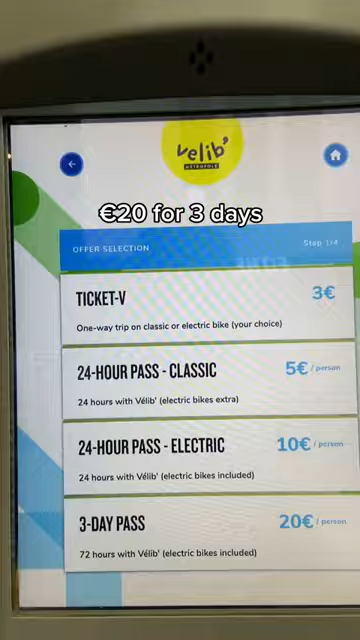 velib'
METROPOLE
€20 for 3 days
OFFER SELECTION
Step 1/4
TICKET-V
3€
One-way trip on classic or electric bike (your choice)
24-HOUR PASS - CLASSIC
5€ / person
24 hours with Vélib' (electric bikes extra)
24-HOUR PASS - ELECTRIC
10€ / person
24 hours with Vélib' (electric bikes included)
3-DAY PASS
20€ / person
72 hours with Vélib' (electric bikes included)